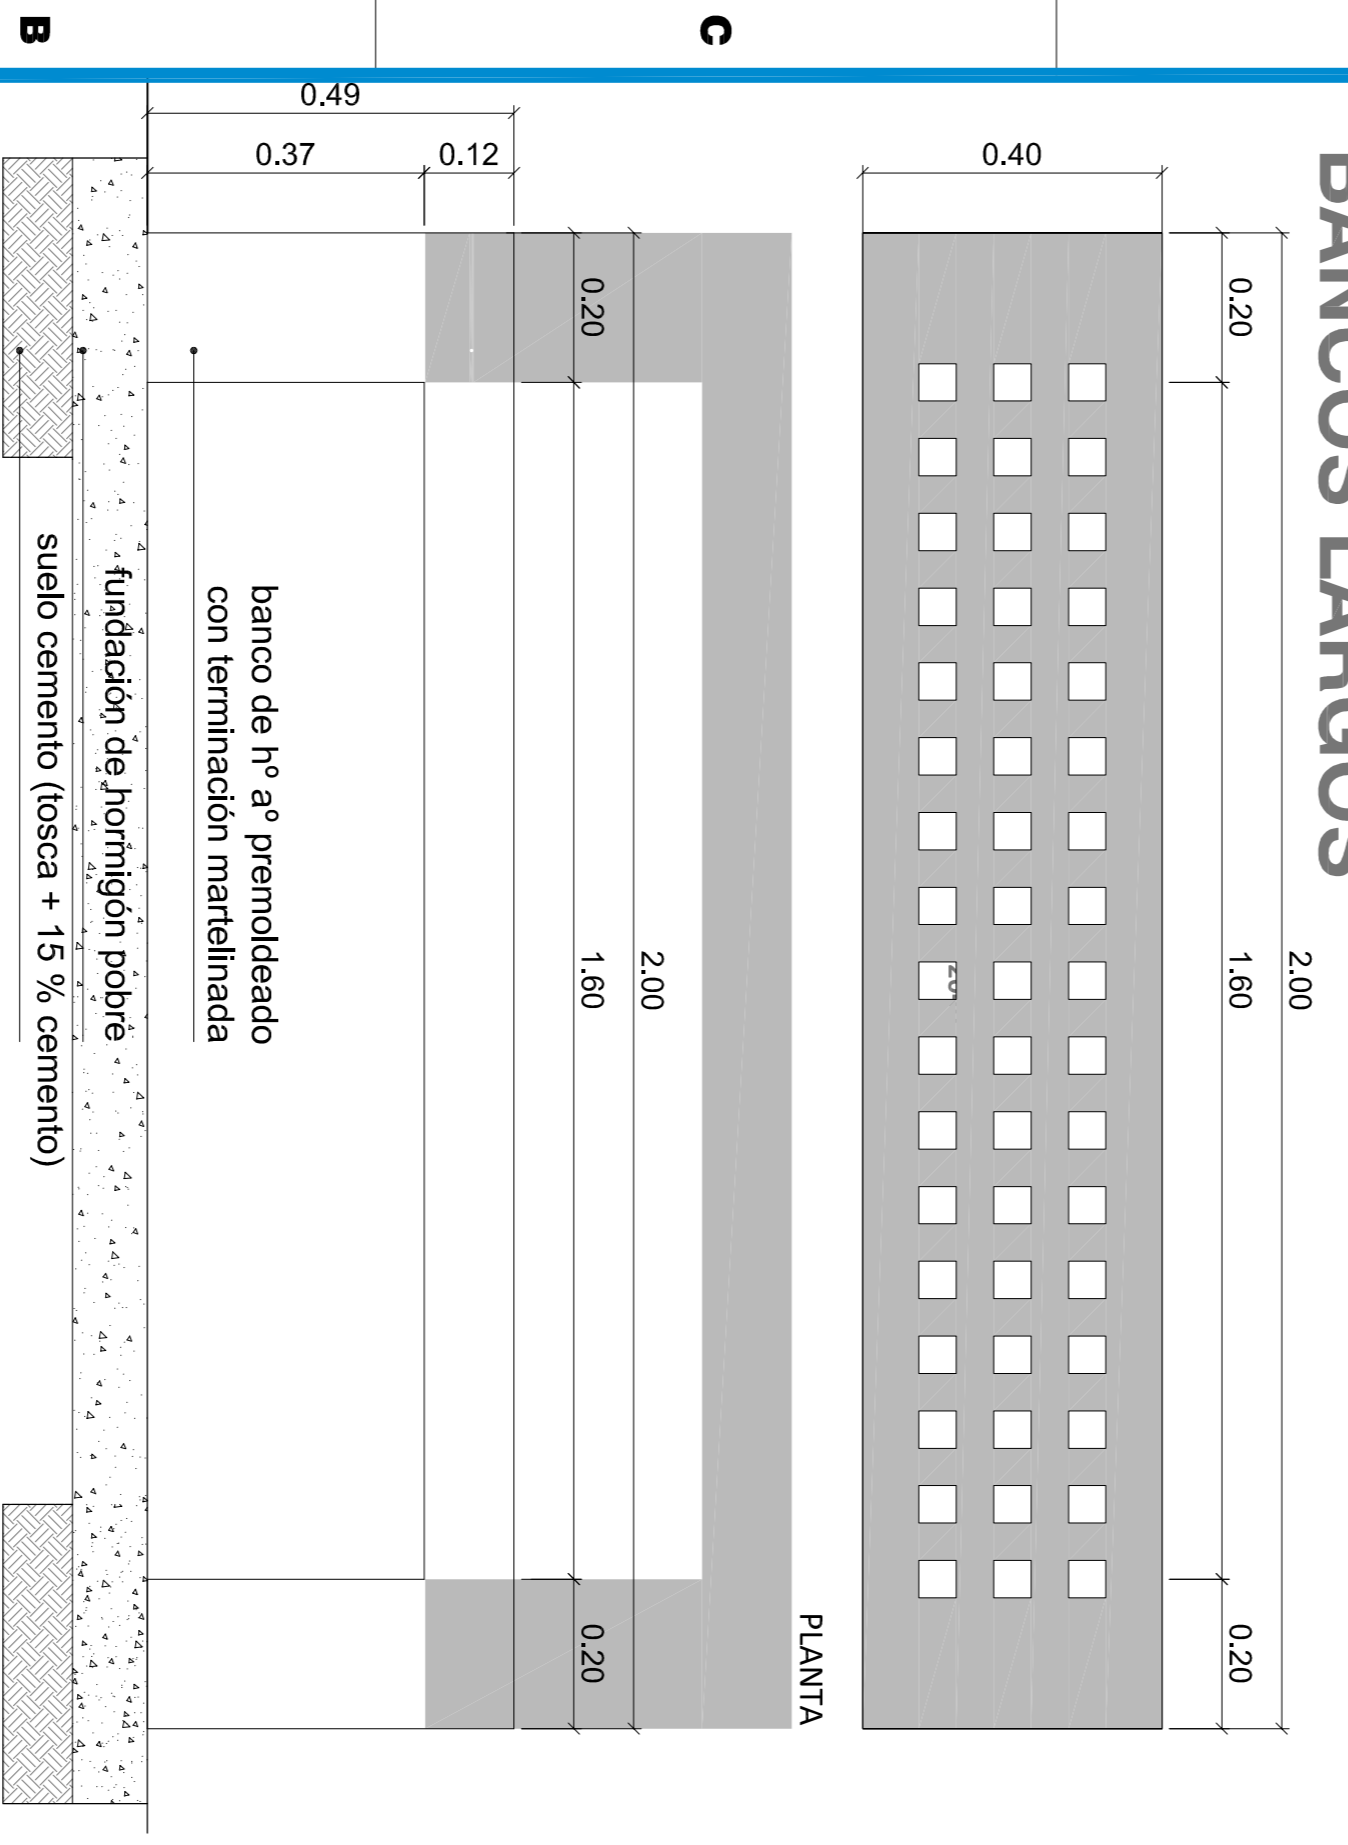 BANCOS LARGOS
2.00
0.20
1.60
0.20
0.40
PLANTA
2.00
0.20
1.60
0.20
0.49
0.37
0.12
banco de hº aº premoldeado
con terminación martelinada
fundación de hormigón pobre
suelo cemento (tosca + 15 % cemento)
B
C